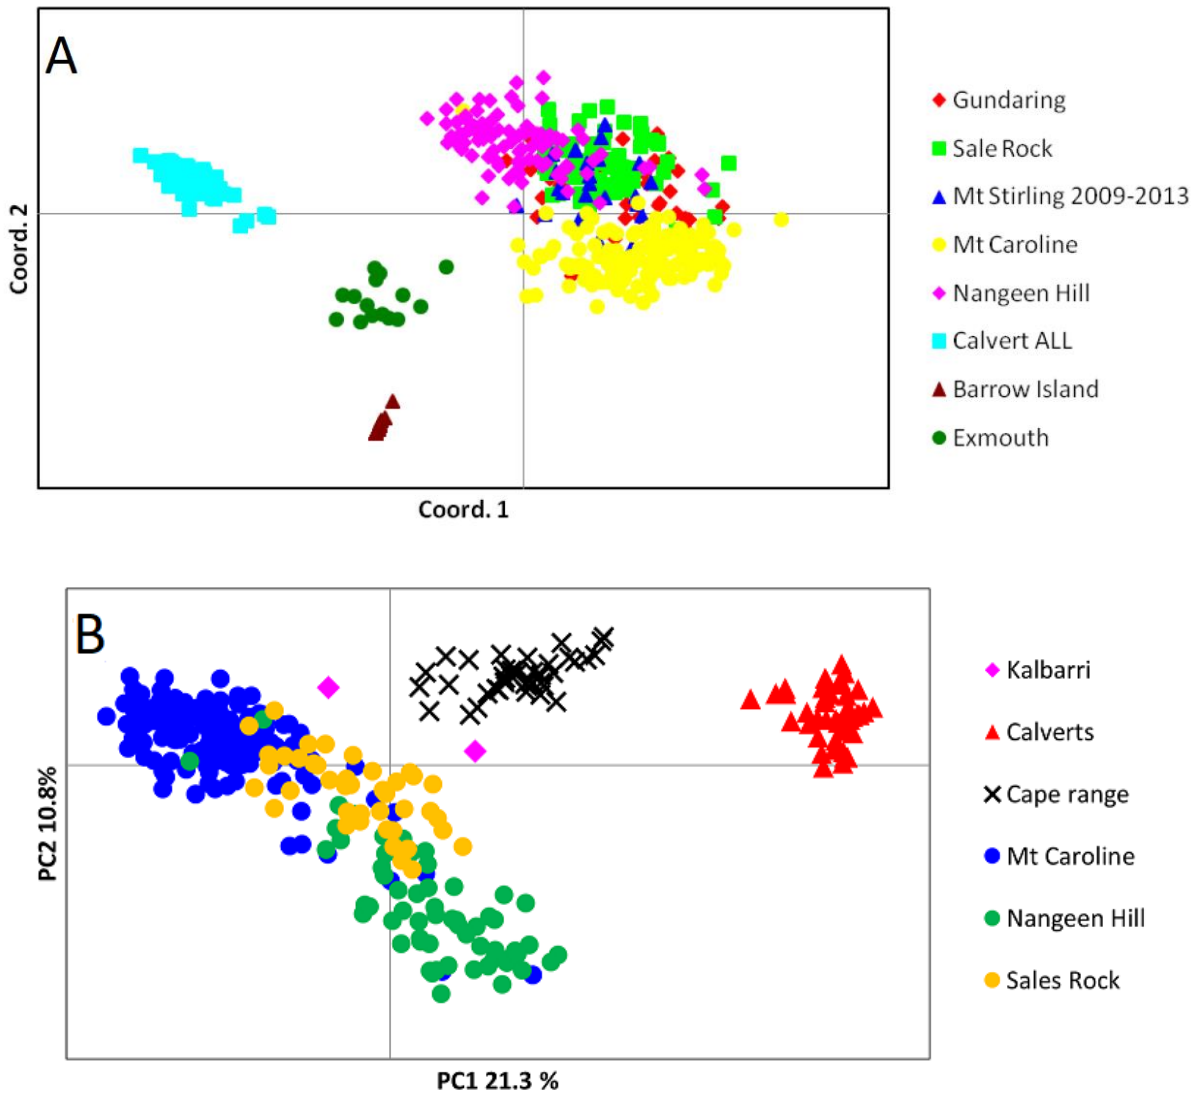 A
Gundaring
Sale Rock
Mt Stirling 2009-2013
Mt Caroline
Nangeen Hill
Calvert ALL
Barrow Island
Exmouth
Coord. 2
Coord. 1
B
Kalbarri
Calverts
Cape range
Mt Caroline
Nangeen Hill
Sales Rock
PC2 10.8%
PC1 21.3 %